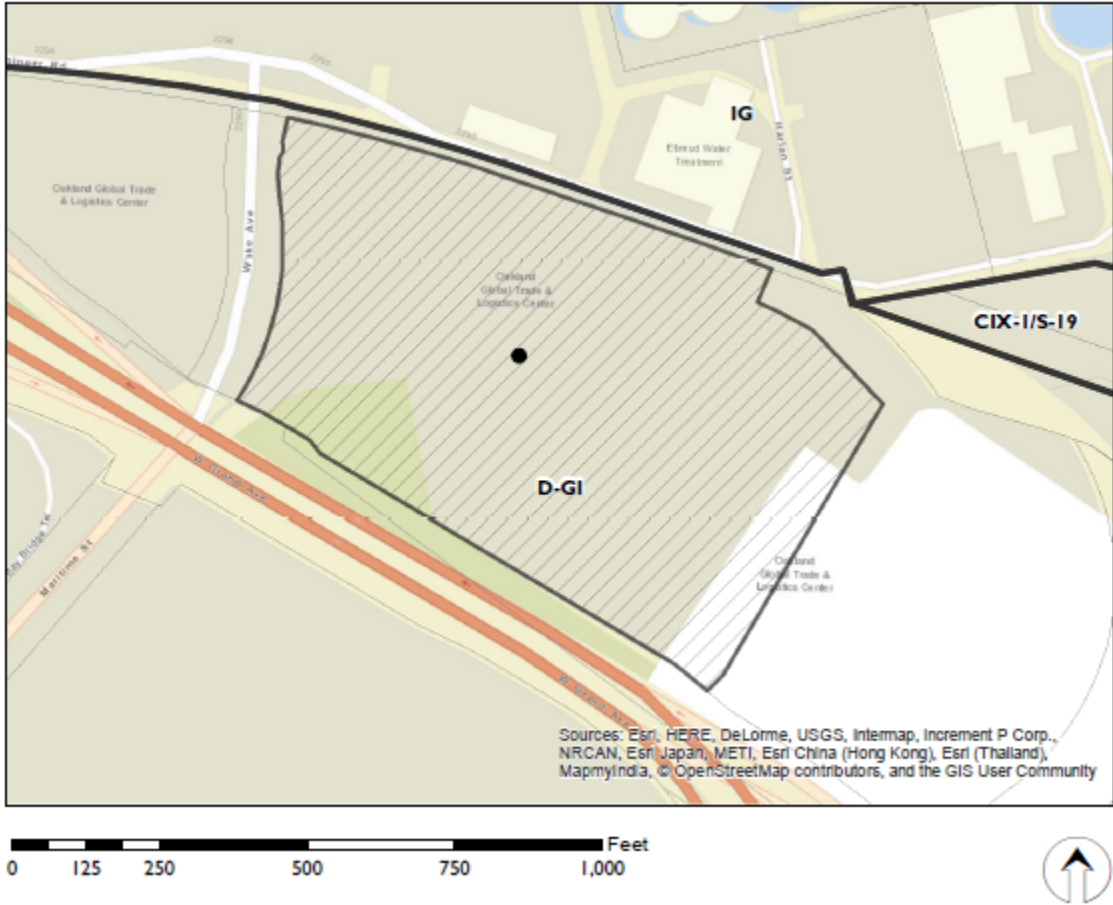 2258
2255
IG
Harlan St
Ebmud Water
Treatment
Oakland Global Trade
& Logistics Center
Wake Ave
Oakland
Global Trade &
Logistics Center
CIX-1/S-19
D-GI
W Grand Ave
Maritime St
Oakland
Global Trade &
Logistics Center
W Grand Ave
Sources: Esri, HERE, DeLorme, USGS, Intermap, Increment P Corp.,
NRCAN, Esri Japan, METI, Esri China (Hong Kong), Esri (Thailand),
MapmyIndia, © OpenStreetMap contributors, and the GIS User Community
Feet
0 125 250 500 750 1,000